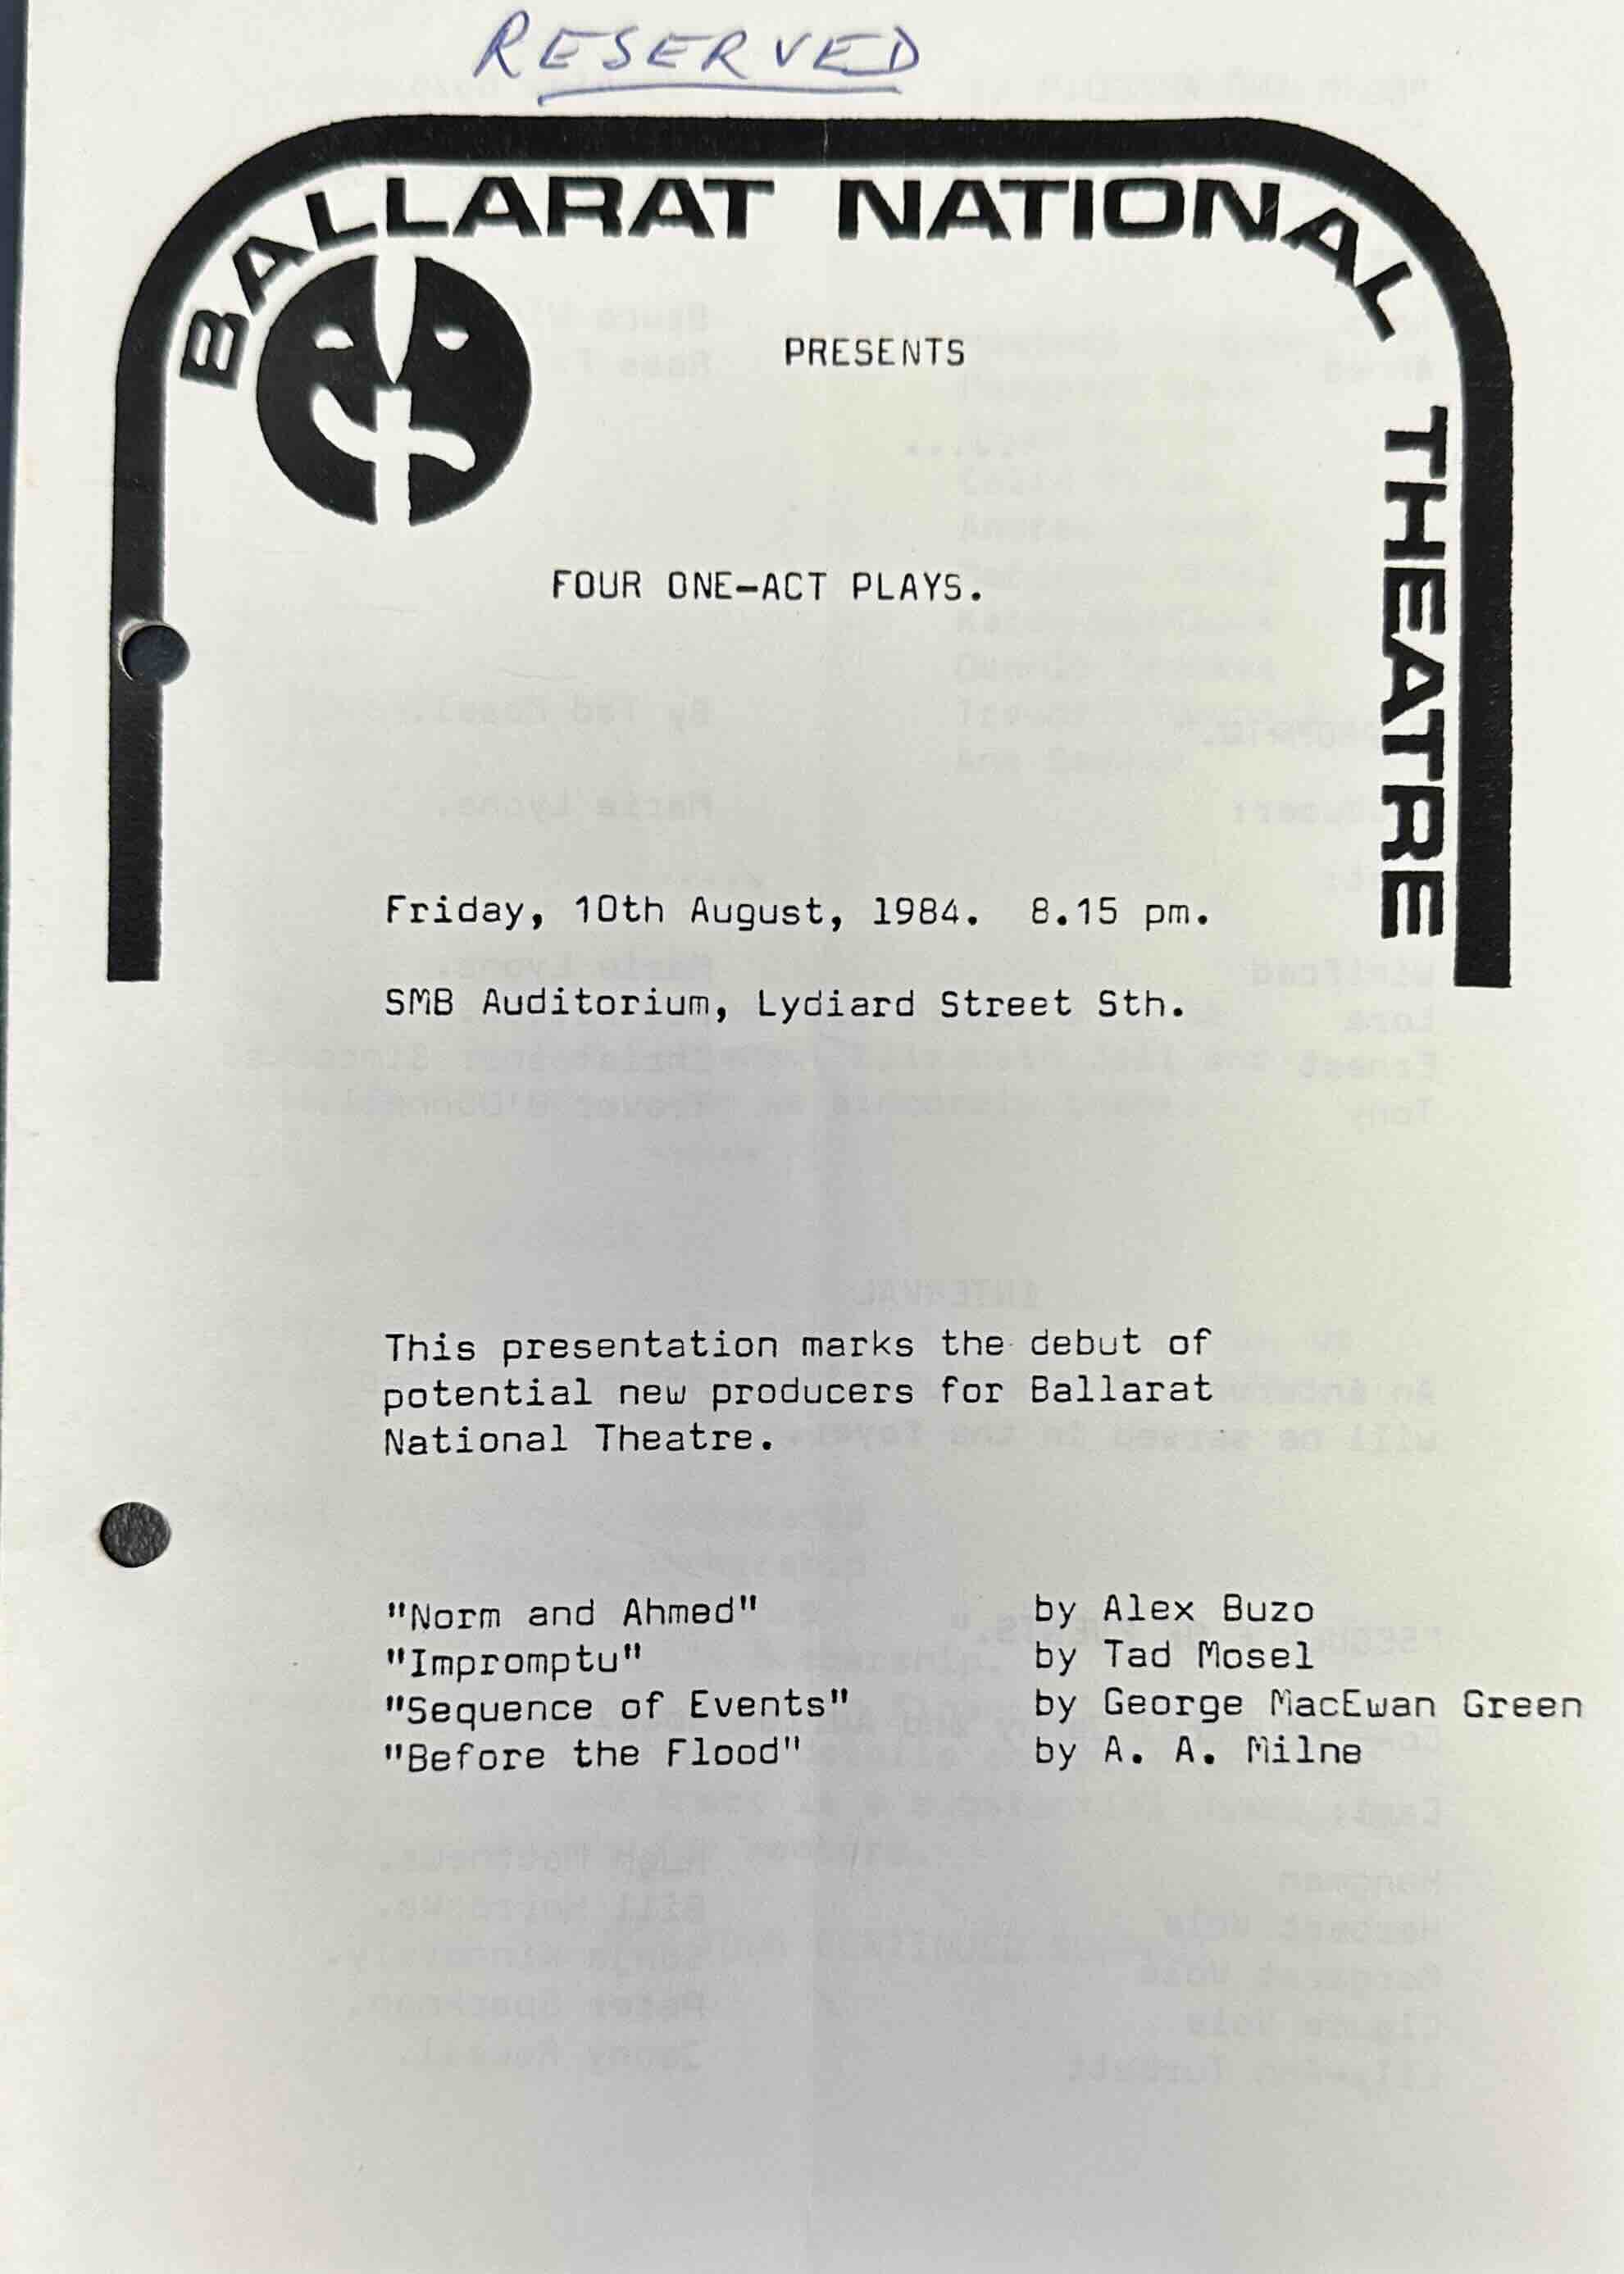 RESERVED
BALLARAT NATIONAL THEATRE
PRESENTS
FOUR ONE-ACT PLAYS.
Friday, 10th August, 1984. 8.15 pm.
SMB Auditorium, Lydiard Street Sth.
This presentation marks the debut of
potential new producers for Ballarat
National Theatre.
"Norm and Ahmed" by Alex Buzo
"Impromptu" by Tad Mosel
"Sequence of Events" by George MacEwan Green
"Before the Flood" by A. A. Milne